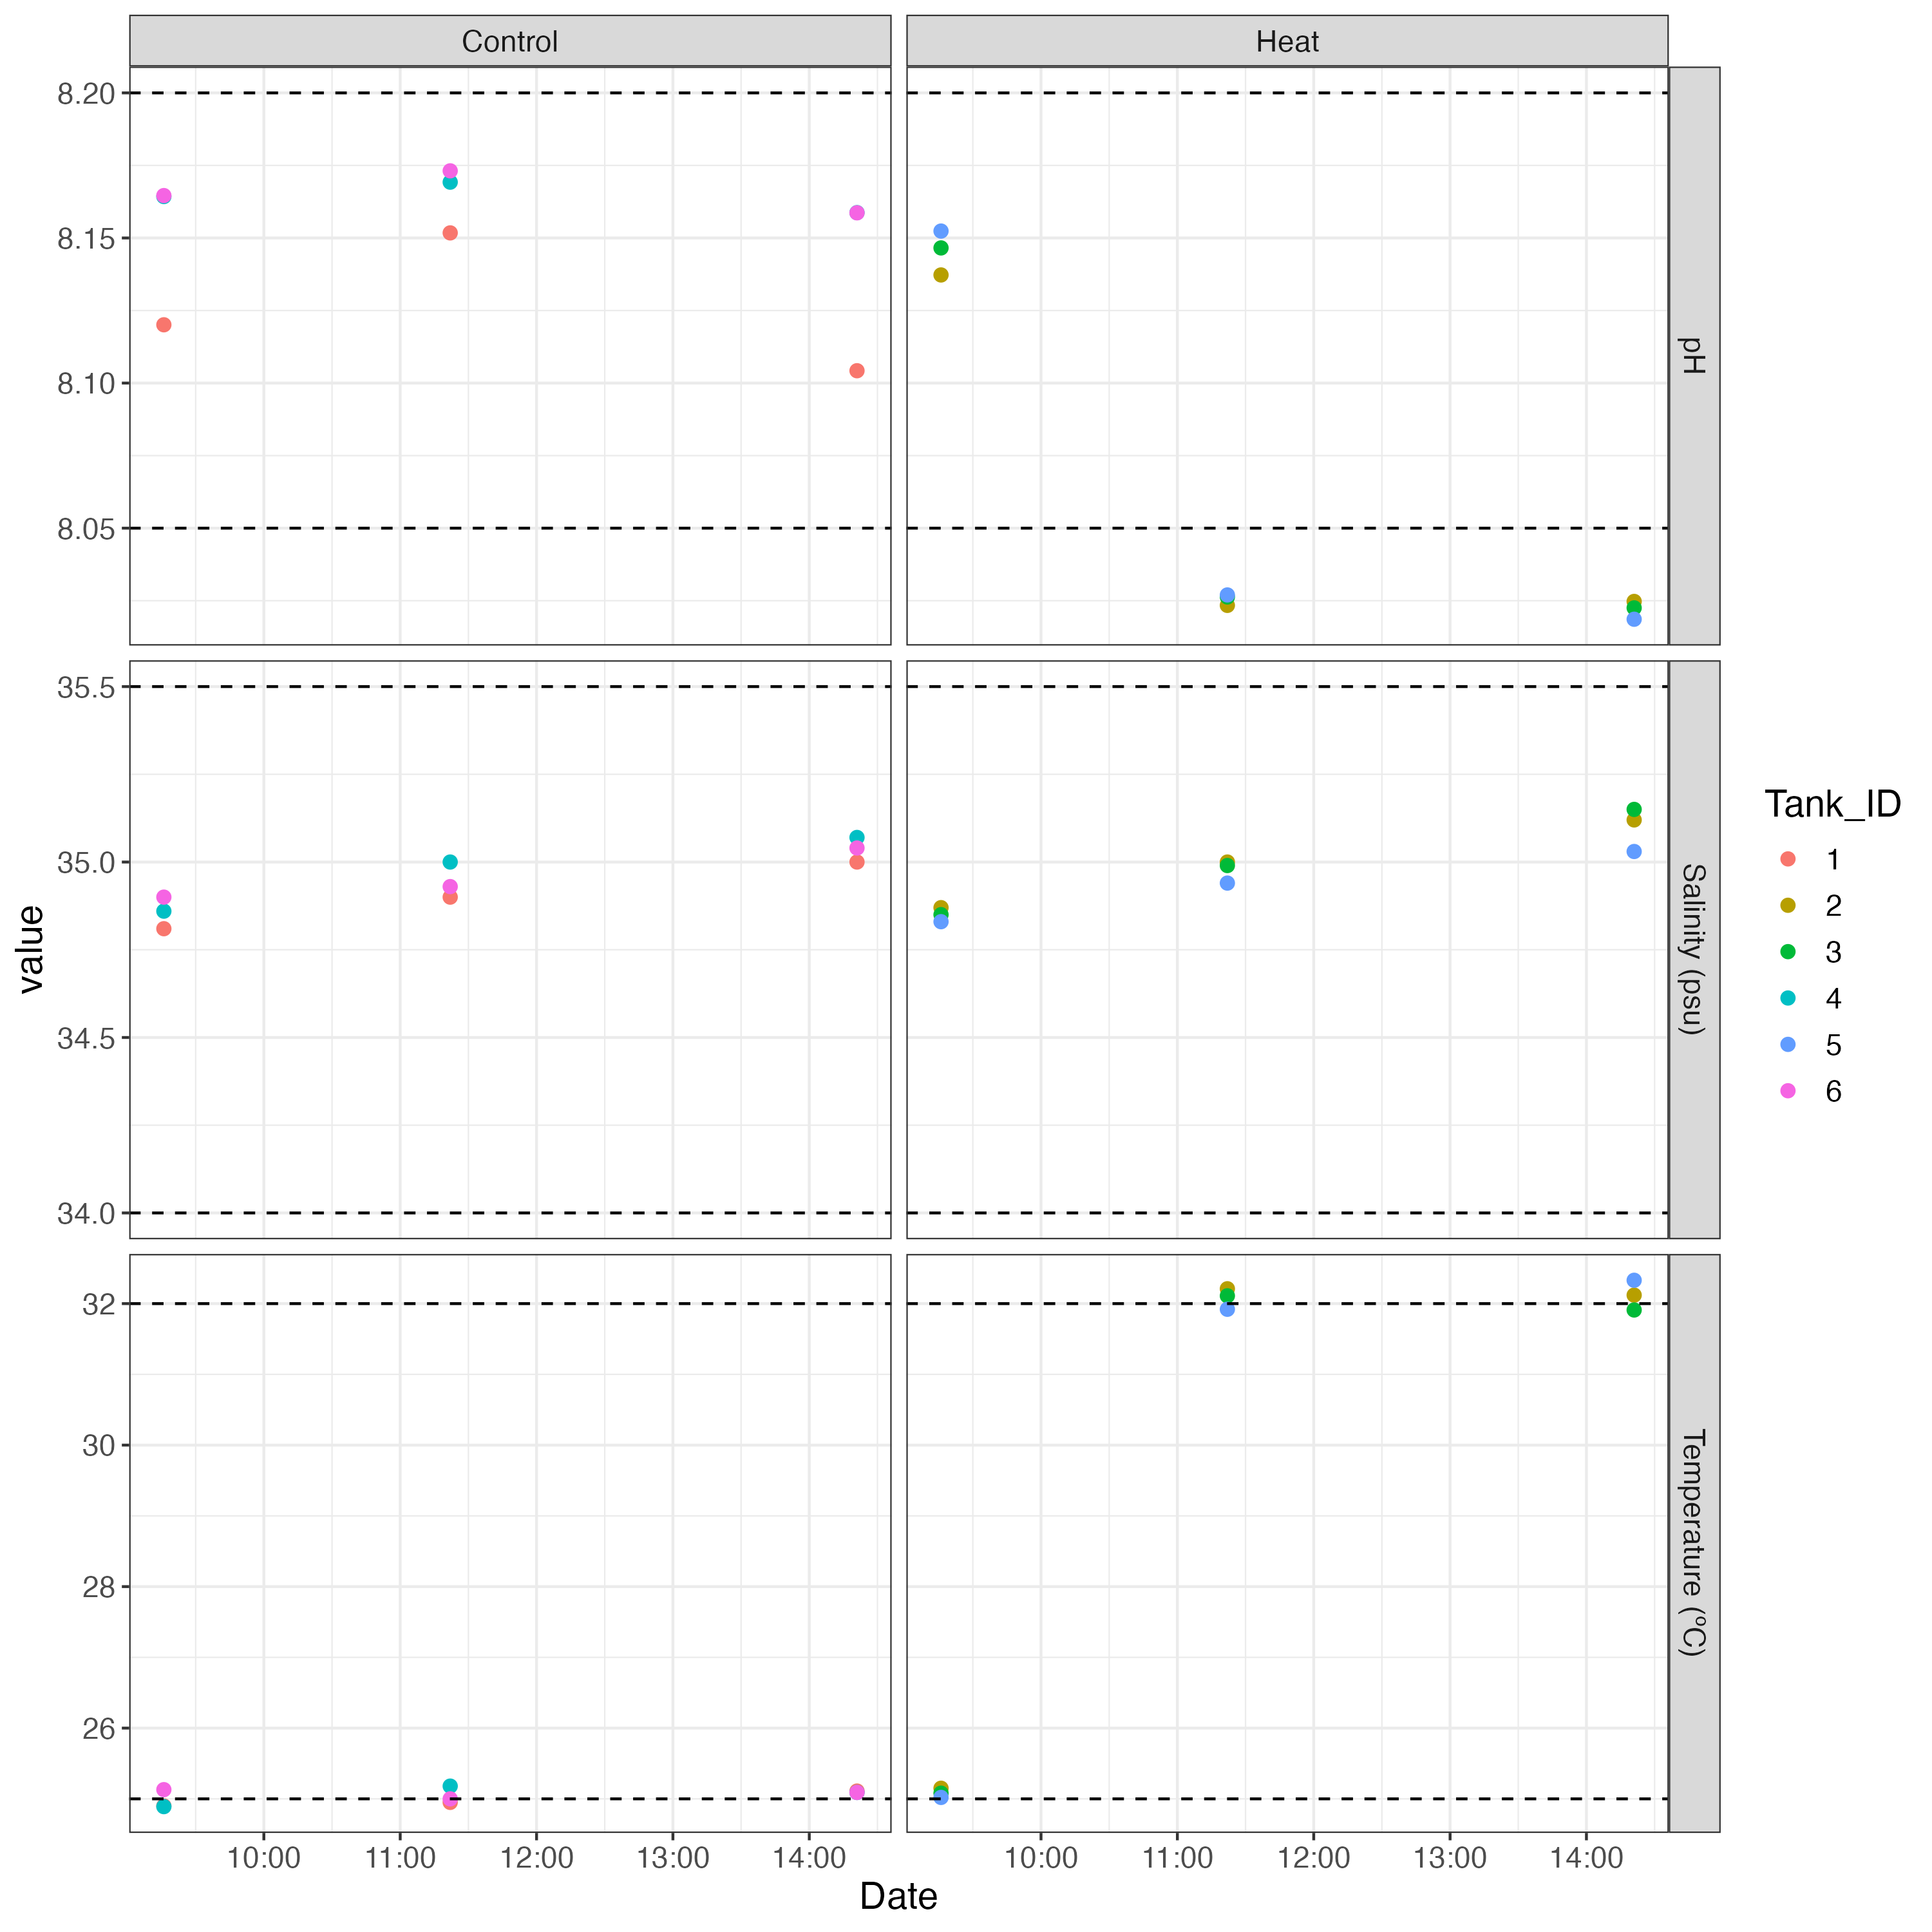 Control
Heat
8.20
8.15
8.10
8.05
pH
35.5
35.0
34.5
34.0
Salinity (psu)
32
30
28
26
Temperature (ºC)
value
10:00 11:00 12:00 13:00 14:00
10:00 11:00 12:00 13:00 14:00
Date
Tank_ID
1
2
3
4
5
6